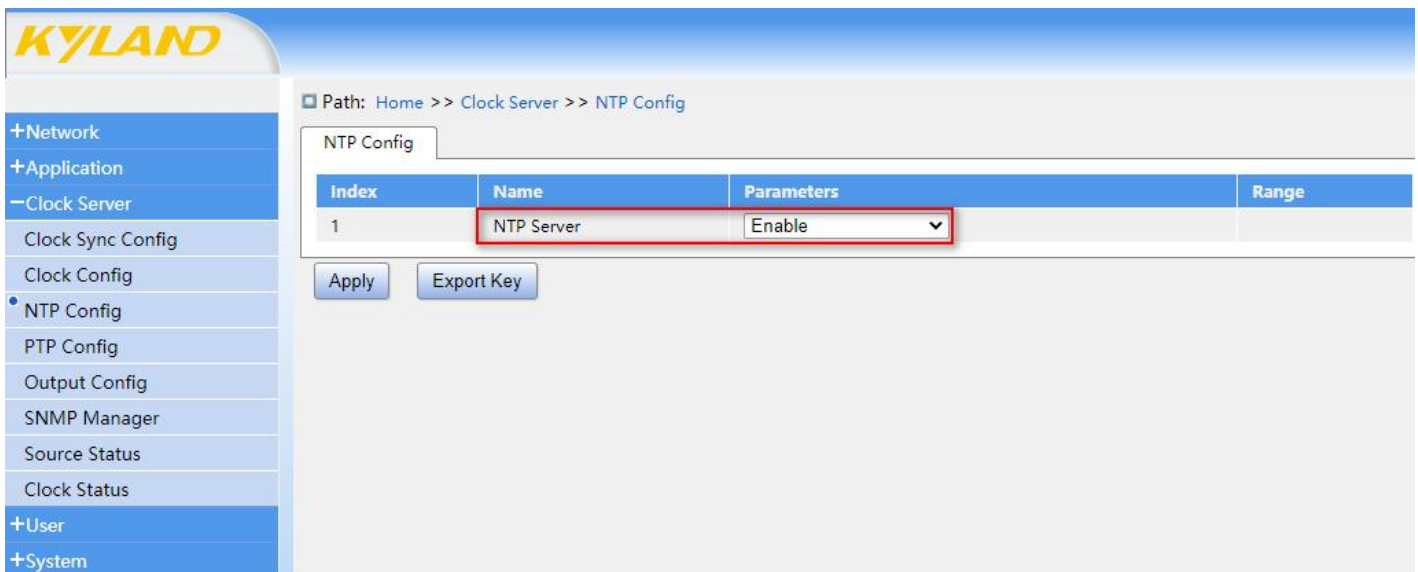 KYLAND
Path: Home >> Clock Server >> NTP Config
+Network
+Application
−Clock Server
Clock Sync Config
Clock Config
NTP Config
PTP Config
Output Config
SNMP Manager
Source Status
Clock Status
+User
+System
NTP Config
Index Name Parameters Range
1 NTP Server Enable
Apply Export Key